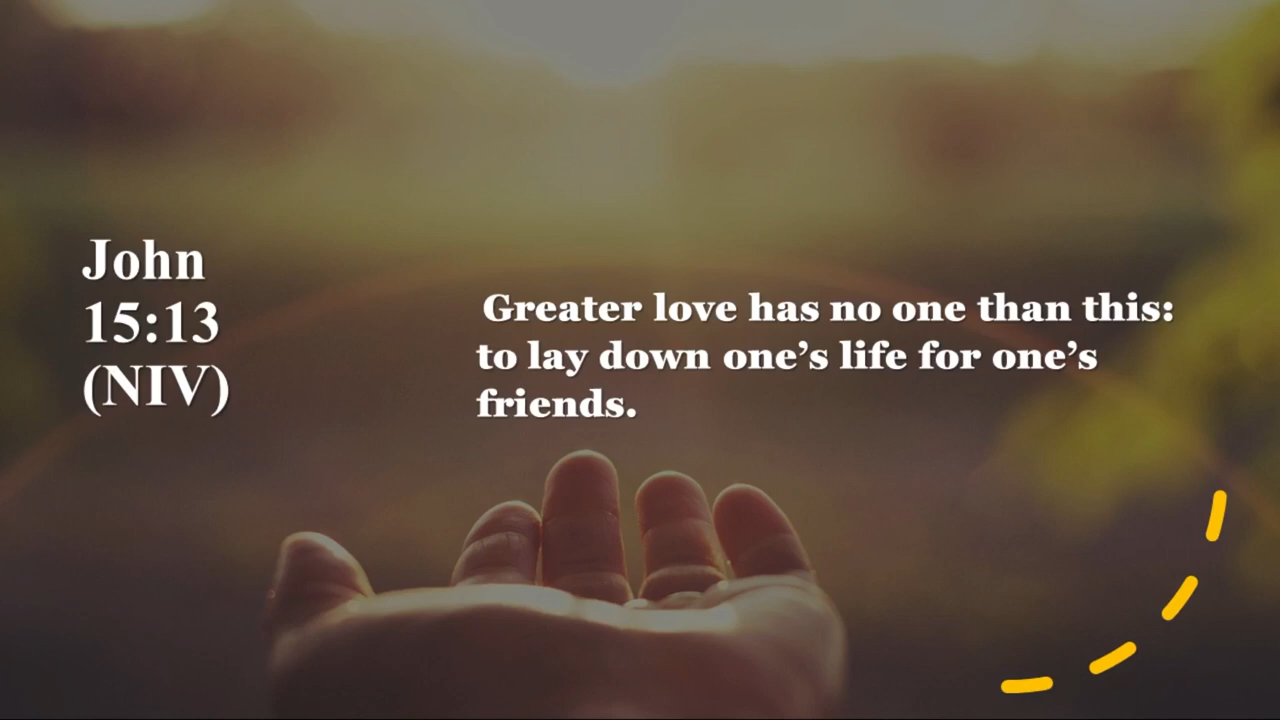 John
15:13
(NIV)
Greater love has no one than this:
to lay down one’s life for one’s
friends.